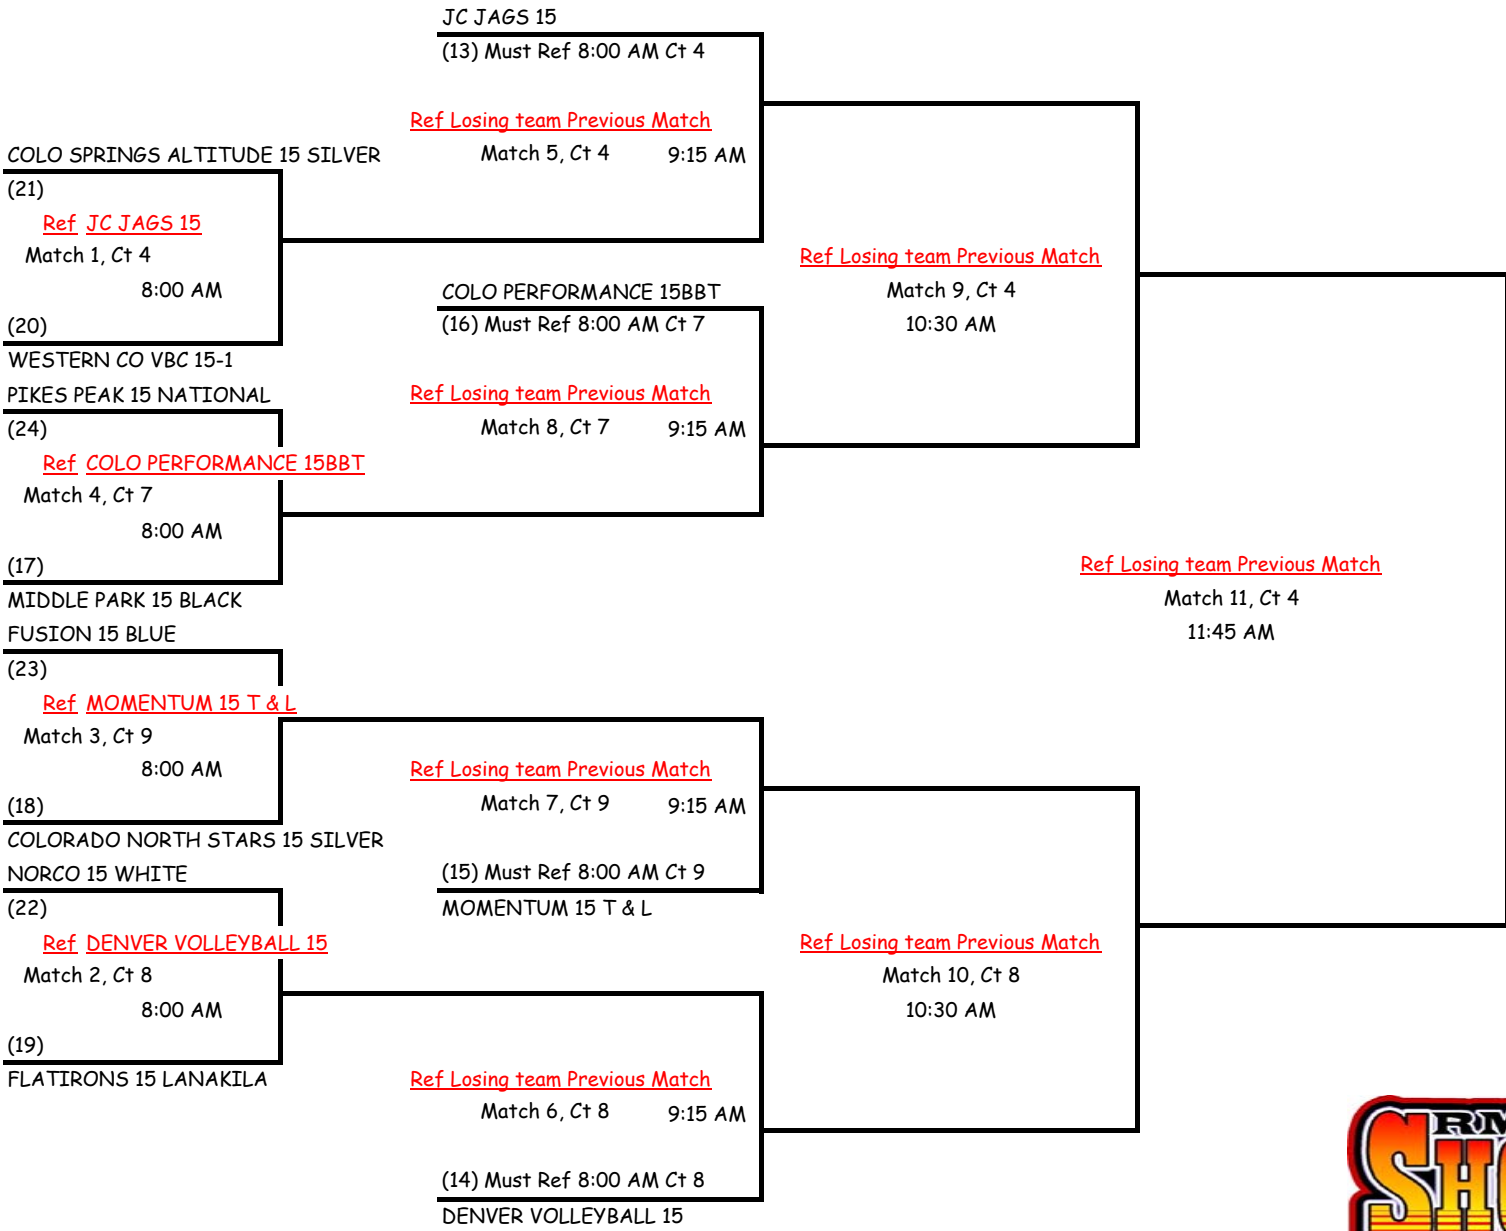 JC JAGS 15
(13) Must Ref 8:00 AM Ct 4
Ref Losing team Previous Match
Match 5, Ct 4 9:15 AM
COLO SPRINGS ALTITUDE 15 SILVER
(21)
Ref JC JAGS 15
Match 1, Ct 4
8:00 AM
(20)
WESTERN CO VBC 15-1
COLO PERFORMANCE 15BBT
(16) Must Ref 8:00 AM Ct 7
Ref Losing team Previous Match
Match 9, Ct 4
10:30 AM
PIKES PEAK 15 NATIONAL
(24)
Ref COLO PERFORMANCE 15BBT
Match 4, Ct 7
8:00 AM
(17)
MIDDLE PARK 15 BLACK
Ref Losing team Previous Match
Match 8, Ct 7 9:15 AM
Ref Losing team Previous Match
Match 11, Ct 4
11:45 AM
FUSION 15 BLUE
(23)
Ref MOMENTUM 15 T & L
Match 3, Ct 9
8:00 AM
(18)
COLORADO NORTH STARS 15 SILVER
Ref Losing team Previous Match
Match 7, Ct 9 9:15 AM
(15) Must Ref 8:00 AM Ct 9
MOMENTUM 15 T & L
NORCO 15 WHITE
(22)
Ref DENVER VOLLEYBALL 15
Match 2, Ct 8
8:00 AM
(19)
FLATIRONS 15 LANAKILA
Ref Losing team Previous Match
Match 10, Ct 8
10:30 AM
Ref Losing team Previous Match
Match 6, Ct 8 9:15 AM
(14) Must Ref 8:00 AM Ct 8
DENVER VOLLEYBALL 15